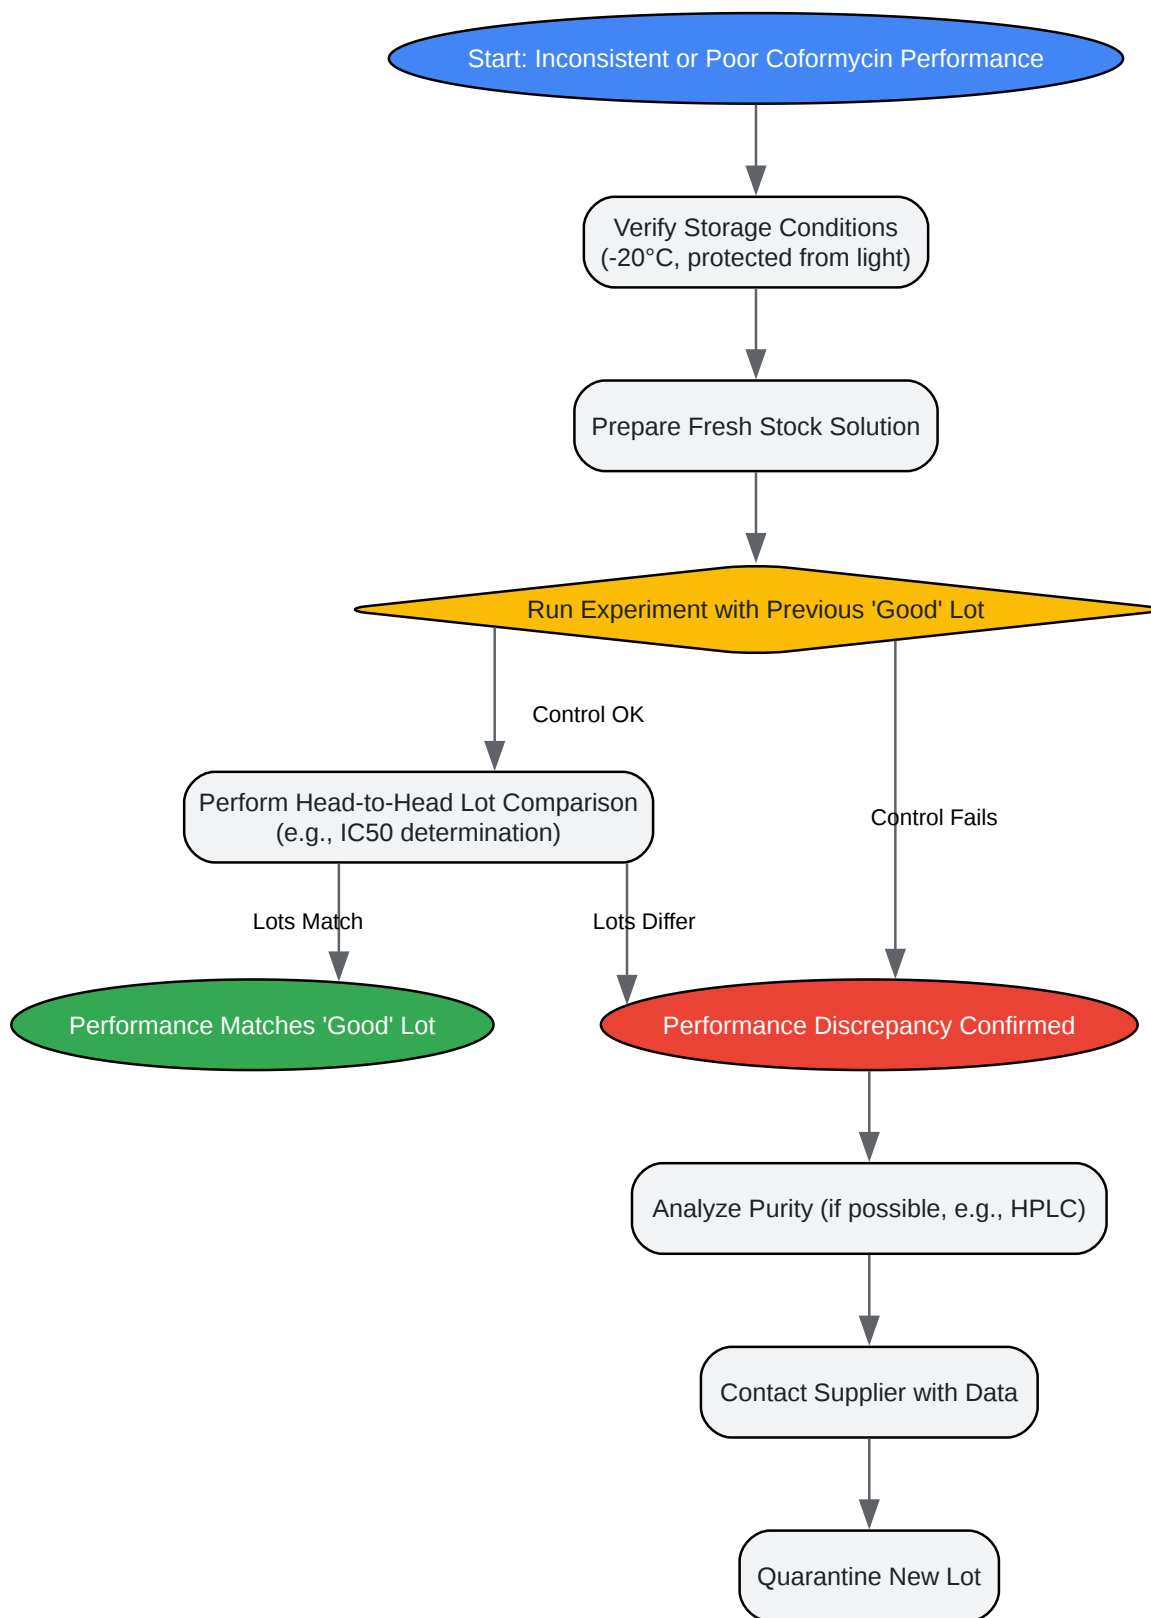 Start: Inconsistent or Poor Coformycin Performance
Verify Storage Conditions
(-20°C, protected from light)
Prepare Fresh Stock Solution
Run Experiment with Previous 'Good' Lot
Control OK
Perform Head-to-Head Lot Comparison
(e.g., IC50 determination)
Control Fails
Lots Match
Lots Differ
Performance Matches 'Good' Lot
Performance Discrepancy Confirmed
Analyze Purity (if possible, e.g., HPLC)
Contact Supplier with Data
Quarantine New Lot